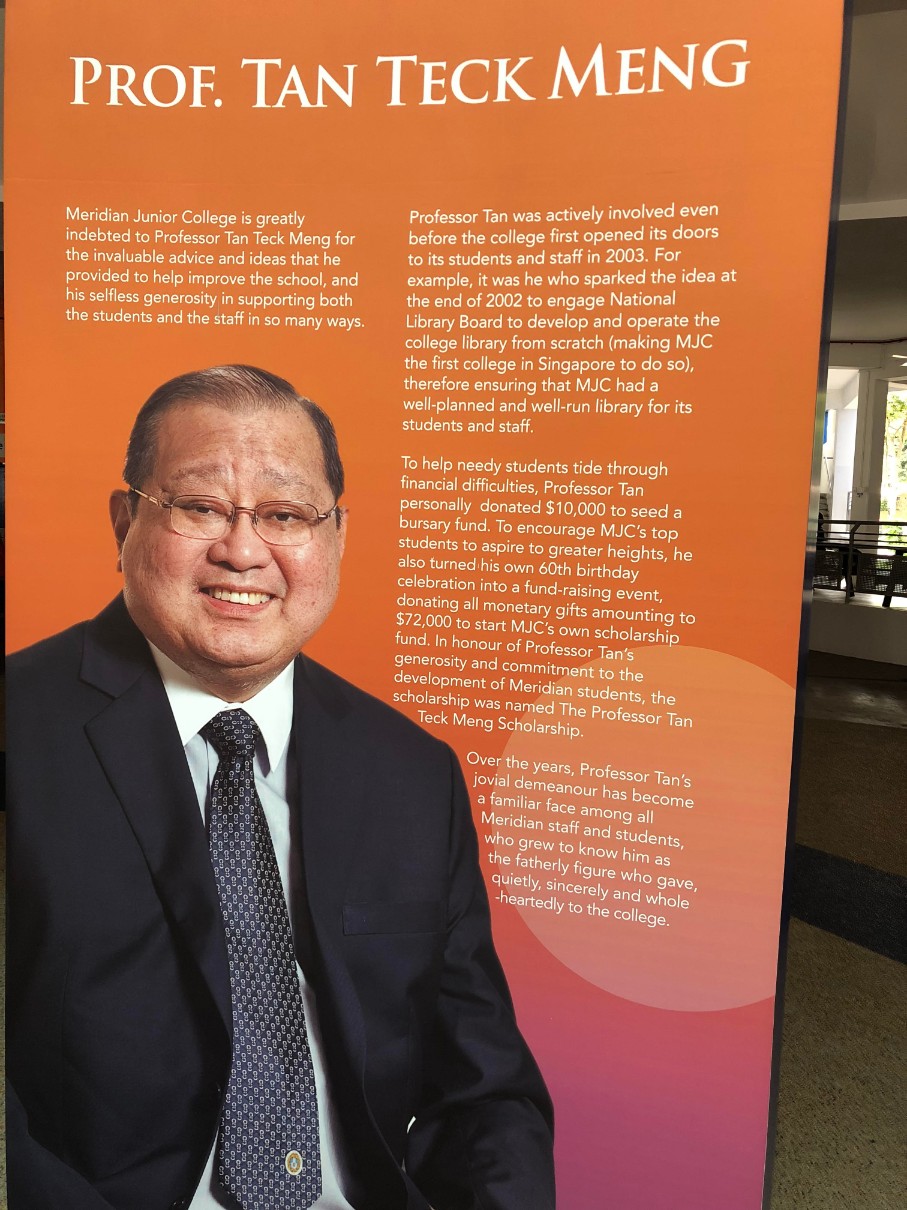 PROF. TAN TECK MENG
Meridian Junior College is greatly
indebted to Professor Tan Teck Meng for
the invaluable advice and ideas that he
provided to help improve the school, and
his selfless generosity in supporting both
the students and the staff in so many ways.
Professor Tan was actively involved even
before the college first opened its doors
to its students and staff in 2003. For
example, it was he who sparked the idea at
the end of 2002 to engage National
Library Board to develop and operate the
college library from scratch (making MJC
the first college in Singapore to do so),
therefore ensuring that MJC had a
well-planned and well-run library for its
students and staff.
To help needy students tide through
financial difficulties, Professor Tan
personally donated $10,000 to seed a
bursary fund. To encourage MJC's top
students to aspire to greater heights, he
also turned his own 60th birthday
celebration into a fund-raising event,
donating all monetary gifts amounting to
$72,000 to start MJC's own scholarship
fund. In honour of Professor Tan's
generosity and commitment to the
development of Meridian students, the
scholarship was named The Professor Tan
Teck Meng Scholarship.
Over the years, Professor Tan's
jovial demeanour has become
a familiar face among all
Meridian staff and students,
who grew to know him as
the fatherly figure who gave,
quietly, sincerely and whole
-heartedly to the college.